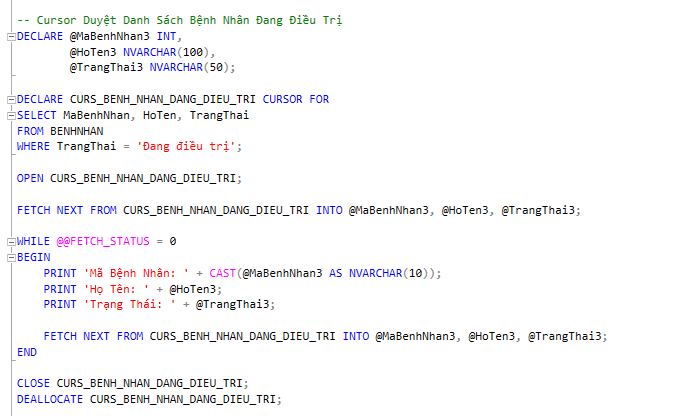 -- Cursor Duyệt Danh Sách Bệnh Nhân Đang Điều Trị
DECLARE @MaBenhNhan3 INT,
@HoTen3 NVARCHAR(100),
@TrangThai3 NVARCHAR(50);
DECLARE CURS_BENH_NHAN_DANG_DIEU_TRI CURSOR FOR
SELECT MaBenhNhan, HoTen, TrangThai
FROM BENHNHAN
WHERE TrangThai = 'Đang điều trị';
OPEN CURS_BENH_NHAN_DANG_DIEU_TRI;
FETCH NEXT FROM CURS_BENH_NHAN_DANG_DIEU_TRI INTO @MaBenhNhan3, @HoTen3, @TrangThai3;
WHILE @@FETCH_STATUS = 0
BEGIN
PRINT 'Mã Bệnh Nhân: ' + CAST(@MaBenhNhan3 AS NVARCHAR(10));
PRINT 'Họ Tên: ' + @HoTen3;
PRINT 'Trạng Thái: ' + @TrangThai3;
FETCH NEXT FROM CURS_BENH_NHAN_DANG_DIEU_TRI INTO @MaBenhNhan3, @HoTen3, @TrangThai3;
END
CLOSE CURS_BENH_NHAN_DANG_DIEU_TRI;
DEALLOCATE CURS_BENH_NHAN_DANG_DIEU_TRI;